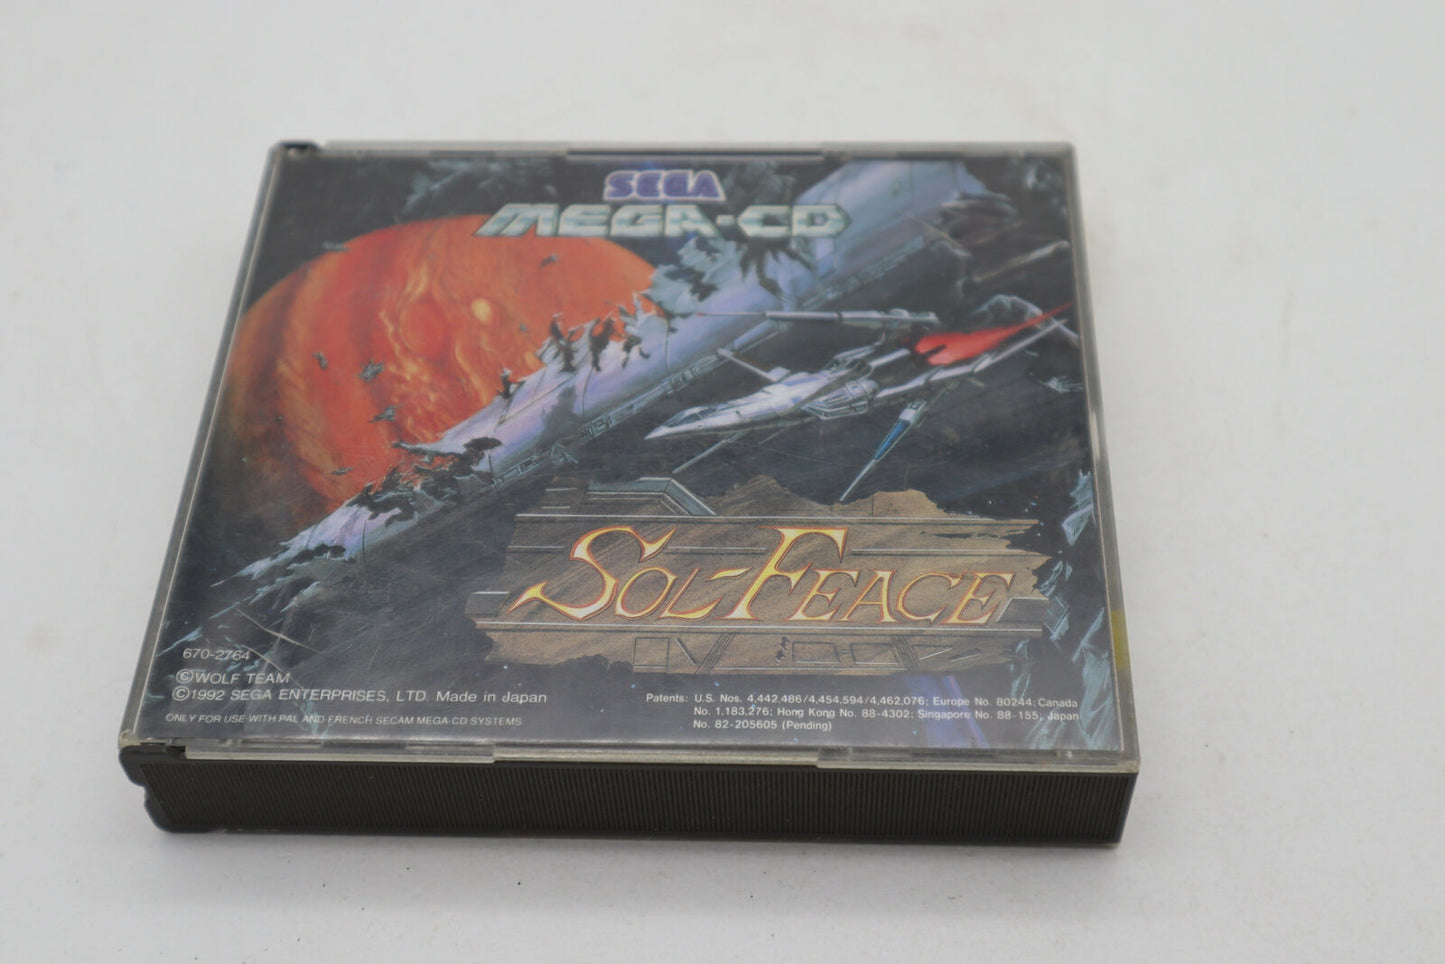 SEGA
MEGA-CD
SOL-FEACE
670-2764
©WOLF TEAM
©1992 SEGA ENTERPRISES, LTD. Made in Japan
ONLY FOR USE WITH PAL AND FRENCH SECAM MEGA-CD SYSTEMS
Patents: U.S. Nos. 4,442,486/4,454,594/4,462,076; Europe No. 80244; Canada
No. 1,183,276; Hong Kong No. 88-4302; Singapore No. 88-155; Japan
No. 82-205605 (Pending)